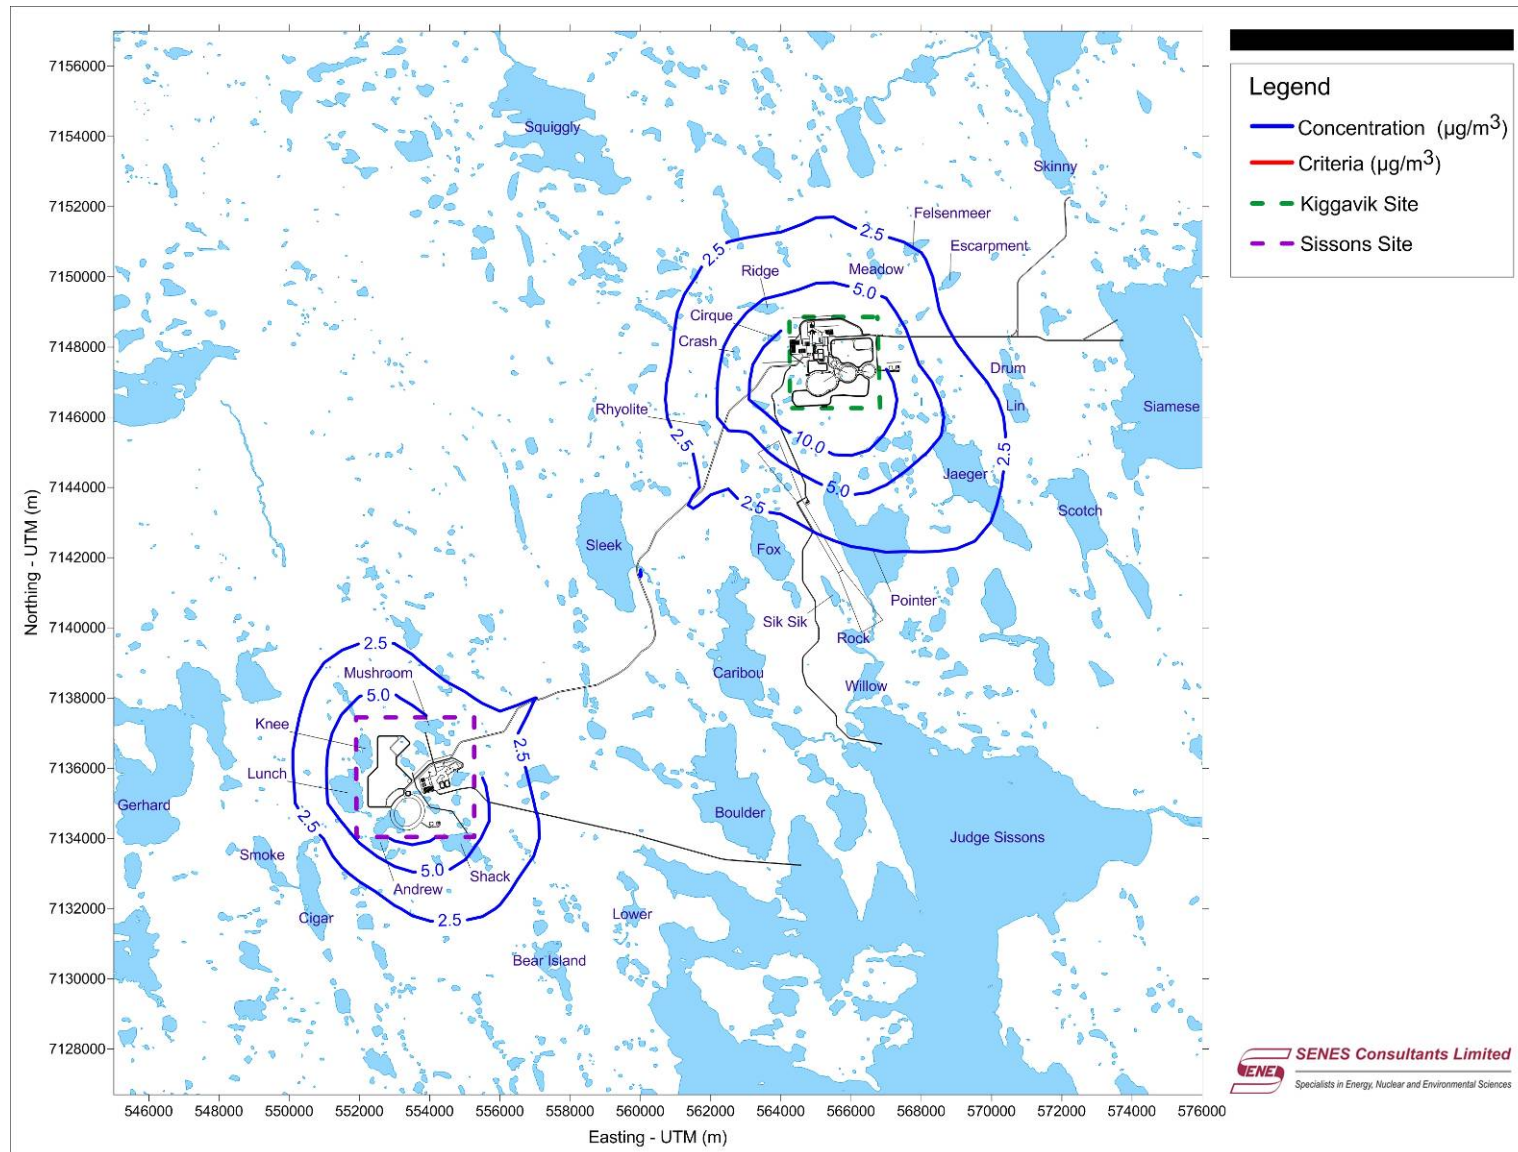 Legend
Concentration (µg/m³)
Criteria (µg/m³)
Kiggavik Site
Sissons Site
7156000
7154000
7152000
7150000
7148000
7146000
7144000
7142000
7140000
7138000
7136000
7134000
7132000
7130000
7128000
Northing - UTM (m)
Squiggly
Skinny
Felsenmeer
2.5
2.5
Escarpment
Ridge
Meadow
5.0
Cirque
Crash
Drum
Rhyolite
Lin
Siamese
2.5
10.0
2.5
Jaeger
5.0
2.5
Scotch
Sleek
Fox
Pointer
Sik Sik
Rock
2.5
Mushroom
Caribou
Willow
5.0
Knee
2.5
Lunch
Gerhard
2.5
Boulder
Judge Sissons
Smoke
5.0
Shack
Andrew
Cigar
2.5
Lower
Bear Island
546000 548000 550000 552000 554000 556000 558000 560000 562000 564000 566000 568000 570000 572000 574000 576000
Easting - UTM (m)
SENES
SENES Consultants Limited
Specialists in Energy, Nuclear and Environmental Sciences